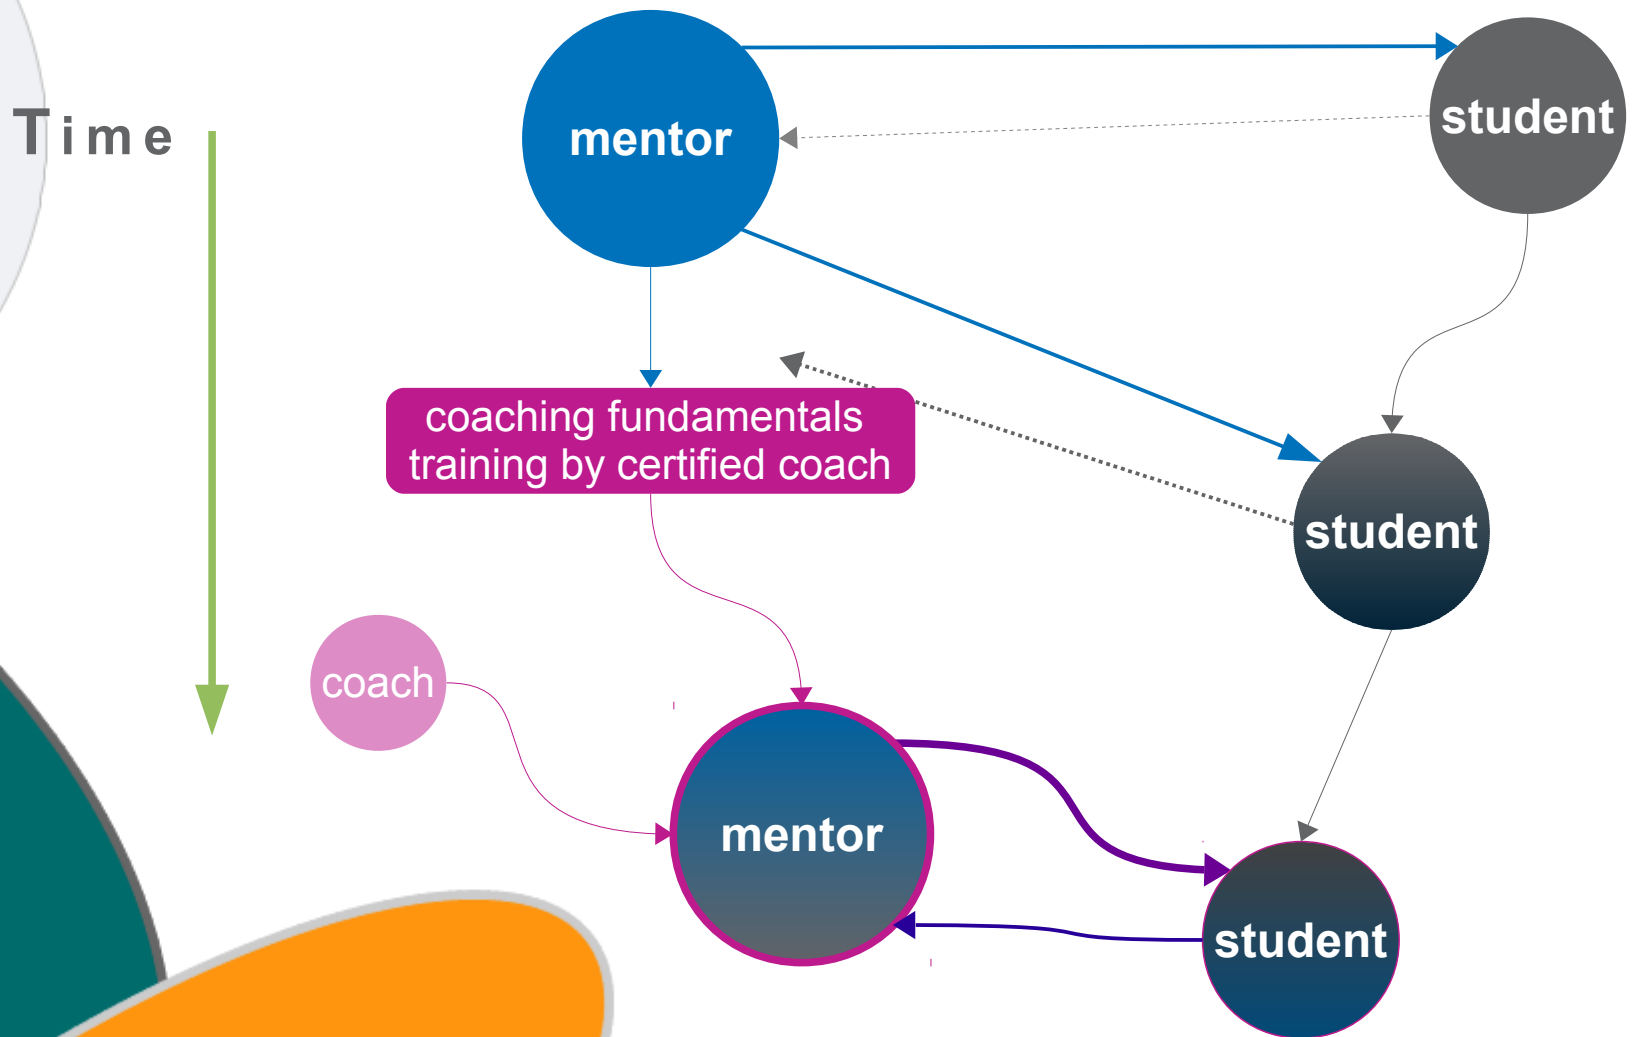 Time
mentor
student
coaching fundamentals
training by certified coach
student
coach
mentor
student